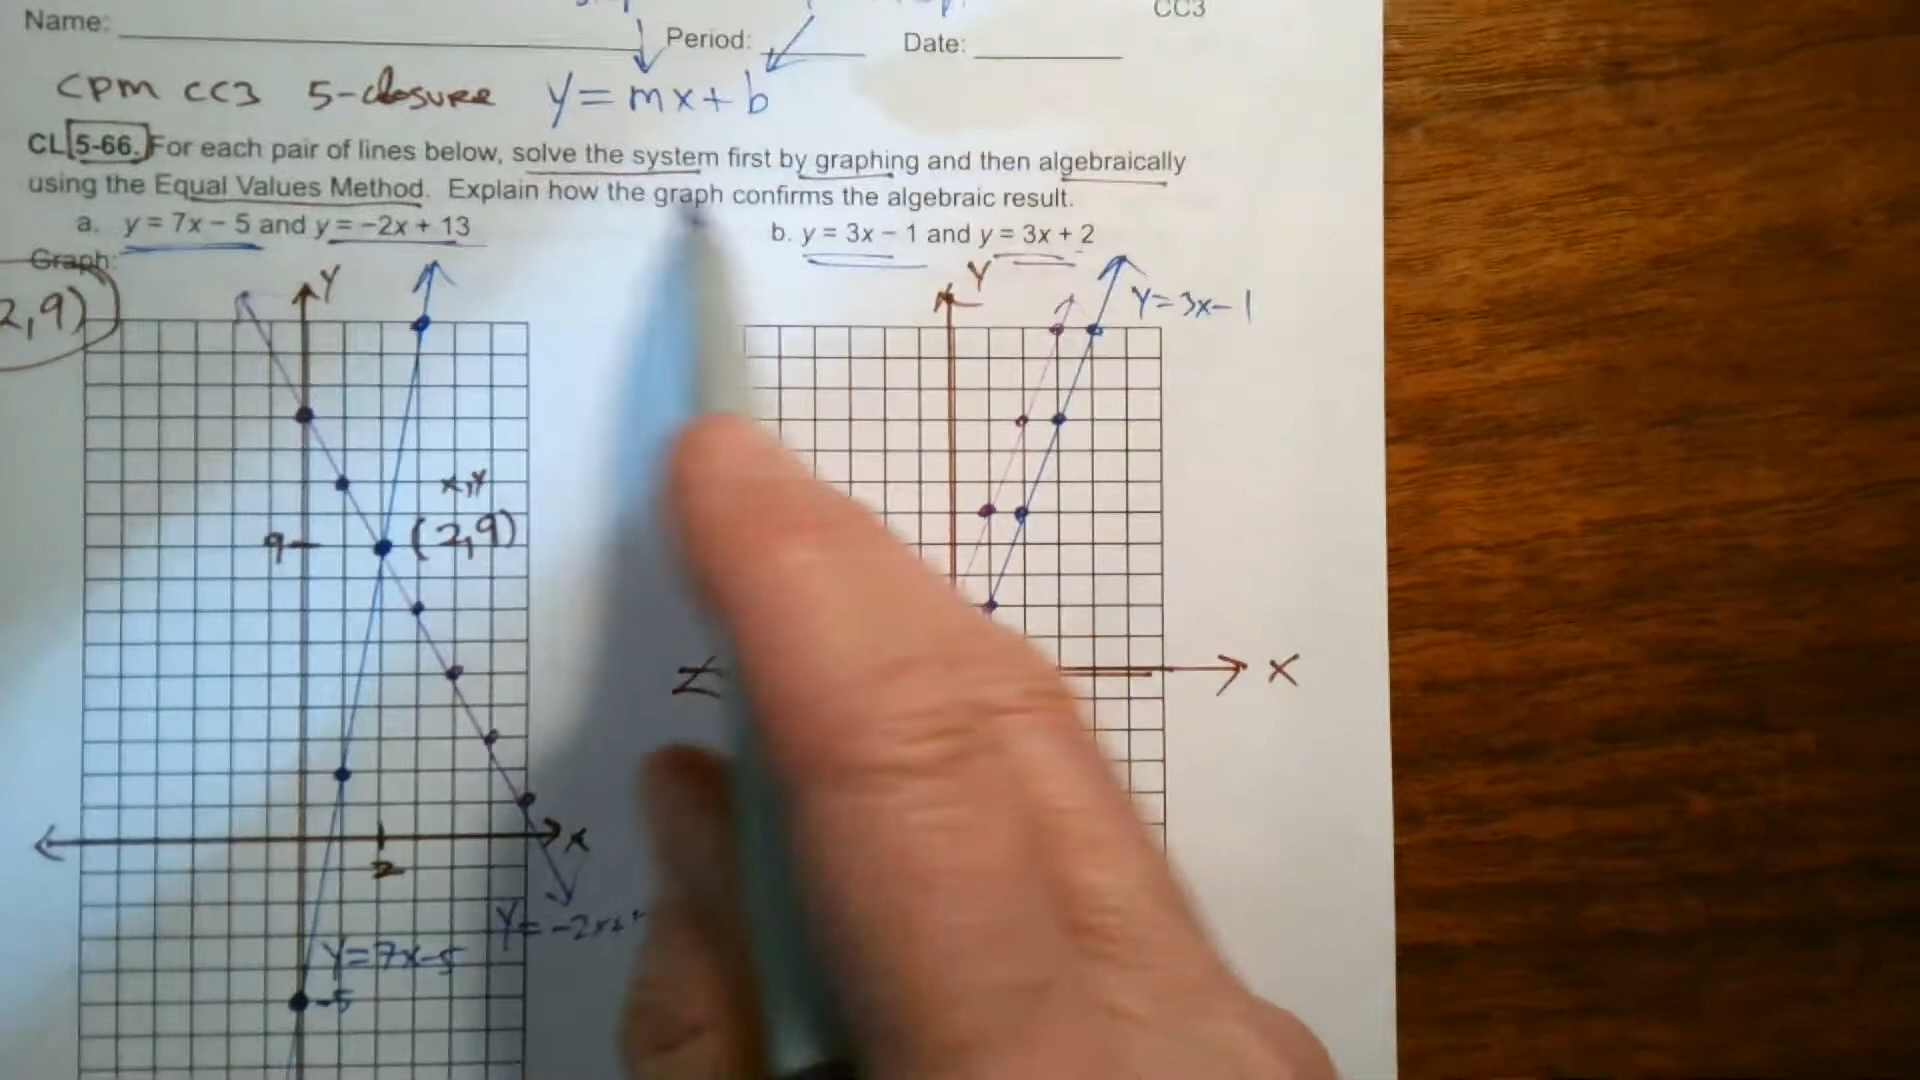 CC3
Name:
Period:
Date:
CPM CC3 5-closure y=mx+b
CL 5-66. For each pair of lines below, solve the system first by graphing and then algebraically
using the Equal Values Method. Explain how the graph confirms the algebraic result.
a. y = 7x − 5 and y = −2x + 13
b. y = 3x − 1 and y = 3x + 2
Graph:
2,9)
Y
x,y
9
(2,9)
x
2
y=7x-5
-5
Y
y=3x-1
x